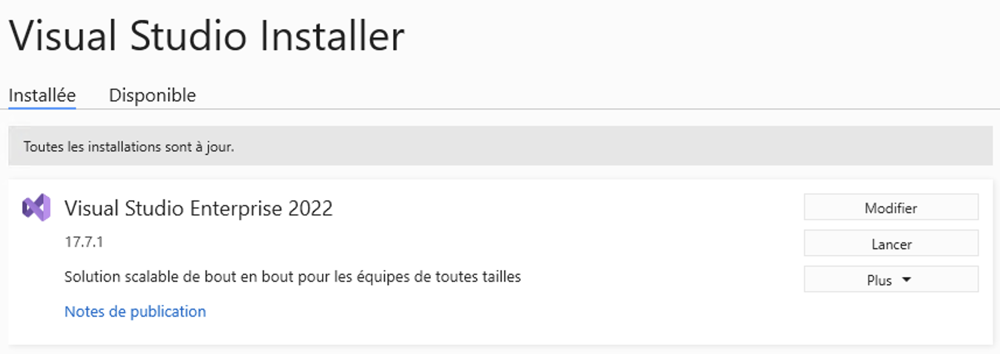 Visual Studio Installer
Installée Disponible
Toutes les installations sont à jour.
Visual Studio Enterprise 2022
17.7.1
Solution scalable de bout en bout pour les équipes de toutes tailles
Notes de publication
Modifier
Lancer
Plus